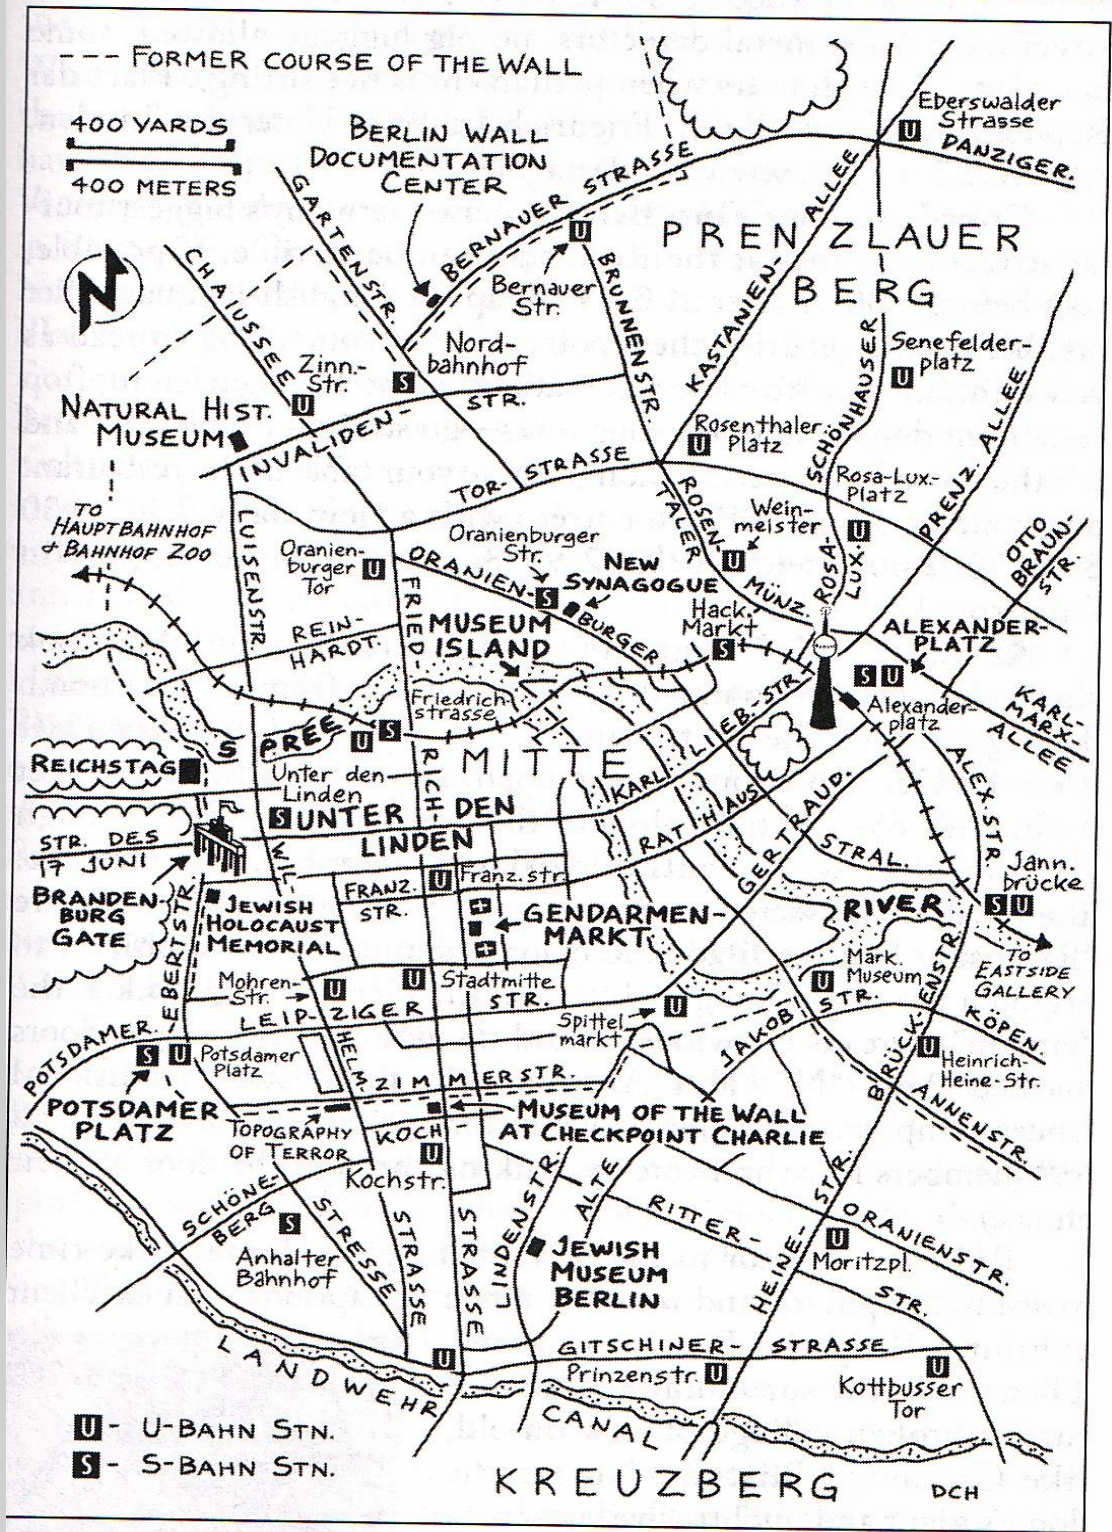 --- FORMER COURSE OF THE WALL
400 YARDS
400 METERS
BERLIN WALL
DOCUMENTATION
CENTER
Eberswalder
Strasse
U
DANZIGER.
BERNAUER STRASSE
GARTENSTR.
CHAUSSEE
N
U
Bernauer
Str.
BRUNNENSTR.
KASTANIEN-
ALLEE
PRENZLAUER
BERG
Nord-
bahnhof
S
Zinn.-
Str.
U
Senefelder-
platz
U
SCHÖNHAUSER
PRENZ. ALLEE
NATURAL HIST.
MUSEUM
INVALIDEN-
STR.
Rosenthaler
Platz
U
TOR-
STRASSE
Rosa-Lux.-
Platz
U
ROSEN-
TALER
Wein-
meister
U
ROSA-
LUX.
OTTO
BRAUN-
STR.
TO
HAUPTBAHNHOF
+ BAHNHOF ZOO
LUISENSTR.
Oranien-
burger
Tor
U
ORANIEN-
BURGER
Oranienburger
Str.
S
NEW
SYNAGOGUE
MÜNZ.
Hack.
Markt
S
ALEXANDER-
PLATZ
S U
Alexander-
platz
KARL-
MARX-
ALLEE
REIN-
HARDT.
FRIED-
RICH-
STRASSE
MUSEUM
ISLAND
Friedrich-
strasse
U S
SPREE
MITTE
KARL LIEB.-STR.
RATHAUS
REICHSTAG
Unter den
Linden
S
UNTER DEN
LINDEN
GERTRAUD.
STRAL.
ALEX.STR
Jann.
brücke
S U
STR. DES
17 JUNI
BRANDEN-
BURG
GATE
WIL-
HELM-
STRASSE
FRANZ.
STR.
U
Franz.str.
JEWISH
HOLOCAUST
MEMORIAL
GENDARMEN-
MARKT
RIVER
TO
EASTSIDE
GALLERY
EBERTSTR.
Mohren-
Str.
U
U
Stadtmitte
Märk.
Museum
U
LEIPZIGER
STR.
Spittel
markt
U
JAKOB
STR.
BRÜCKENSTR.
KÖPEN.
POTSDAMER.
S U
Potsdamer
Platz
POTSDAMER
PLATZ
ZIMMERSTR.
U
Heinrich-
Heine-Str.
ANNENSTR.
TOPOGRAPHY
OF TERROR
KOCH
MUSEUM OF THE WALL
AT CHECKPOINT CHARLIE
U
Kochstr.
SCHÖNE-
BERG
S
Anhalter
Bahnhof
STRESSE.
LINDENSTR.
ALTE
RITTER-
STR.
ORANIENSTR.
U
Moritzpl.
HEINE-
STR.
JEWISH
MUSEUM
BERLIN
GITSCHINER- STRASSE
U
Prinzenstr. U
U
Kottbusser
Tor
LANDWEHR
CANAL
U - U-BAHN STN.
S - S-BAHN STN.
KREUZBERG
DCH